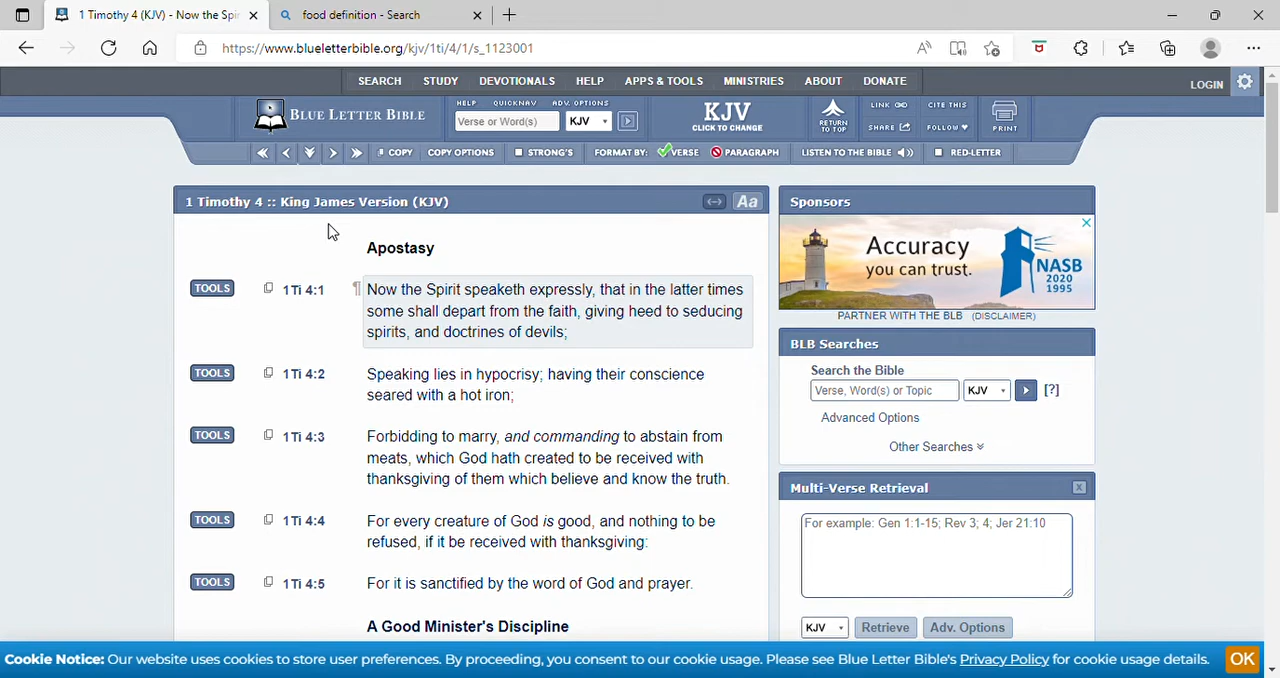 1 Timothy 4 (KJV) - Now the Spir
food definition - Search
https://www.blueletterbible.org/kjv/1ti/4/1/s_1123001
SEARCH STUDY DEVOTIONALS HELP APPS & TOOLS MINISTRIES ABOUT DONATE
LOGIN
BLUE LETTER BIBLE
HELP QUICKNAV ADV. OPTIONS
Verse or Word(s) KJV
KJV
CLICK TO CHANGE
RETURN
TO TOP
LINK CITE THIS
SHARE FOLLOW
PRINT
COPY COPY OPTIONS STRONG'S FORMAT BY: VERSE PARAGRAPH LISTEN TO THE BIBLE RED-LETTER
1 Timothy 4 :: King James Version (KJV)
Aa
Apostasy
TOOLS 1Ti 4:1 ¶ Now the Spirit speaketh expressly, that in the latter times
some shall depart from the faith, giving heed to seducing
spirits, and doctrines of devils;
TOOLS 1Ti 4:2 Speaking lies in hypocrisy; having their conscience
seared with a hot iron;
TOOLS 1Ti 4:3 Forbidding to marry, and commanding to abstain from
meats, which God hath created to be received with
thanksgiving of them which believe and know the truth.
TOOLS 1Ti 4:4 For every creature of God is good, and nothing to be
refused, if it be received with thanksgiving:
TOOLS 1Ti 4:5 For it is sanctified by the word of God and prayer.
A Good Minister's Discipline
Sponsors
Accuracy
you can trust.
NASB
2020
1995
PARTNER WITH THE BLB (DISCLAIMER)
BLB Searches
Search the Bible
Verse, Word(s) or Topic KJV [?]
Advanced Options
Other Searches
Multi-Verse Retrieval X
For example: Gen 1:1-15; Rev 3; 4; Jer 21:10
KJV Retrieve Adv. Options
Cookie Notice: Our website uses cookies to store user preferences. By proceeding, you consent to our cookie usage. Please see Blue Letter Bible's Privacy Policy for cookie usage details. OK